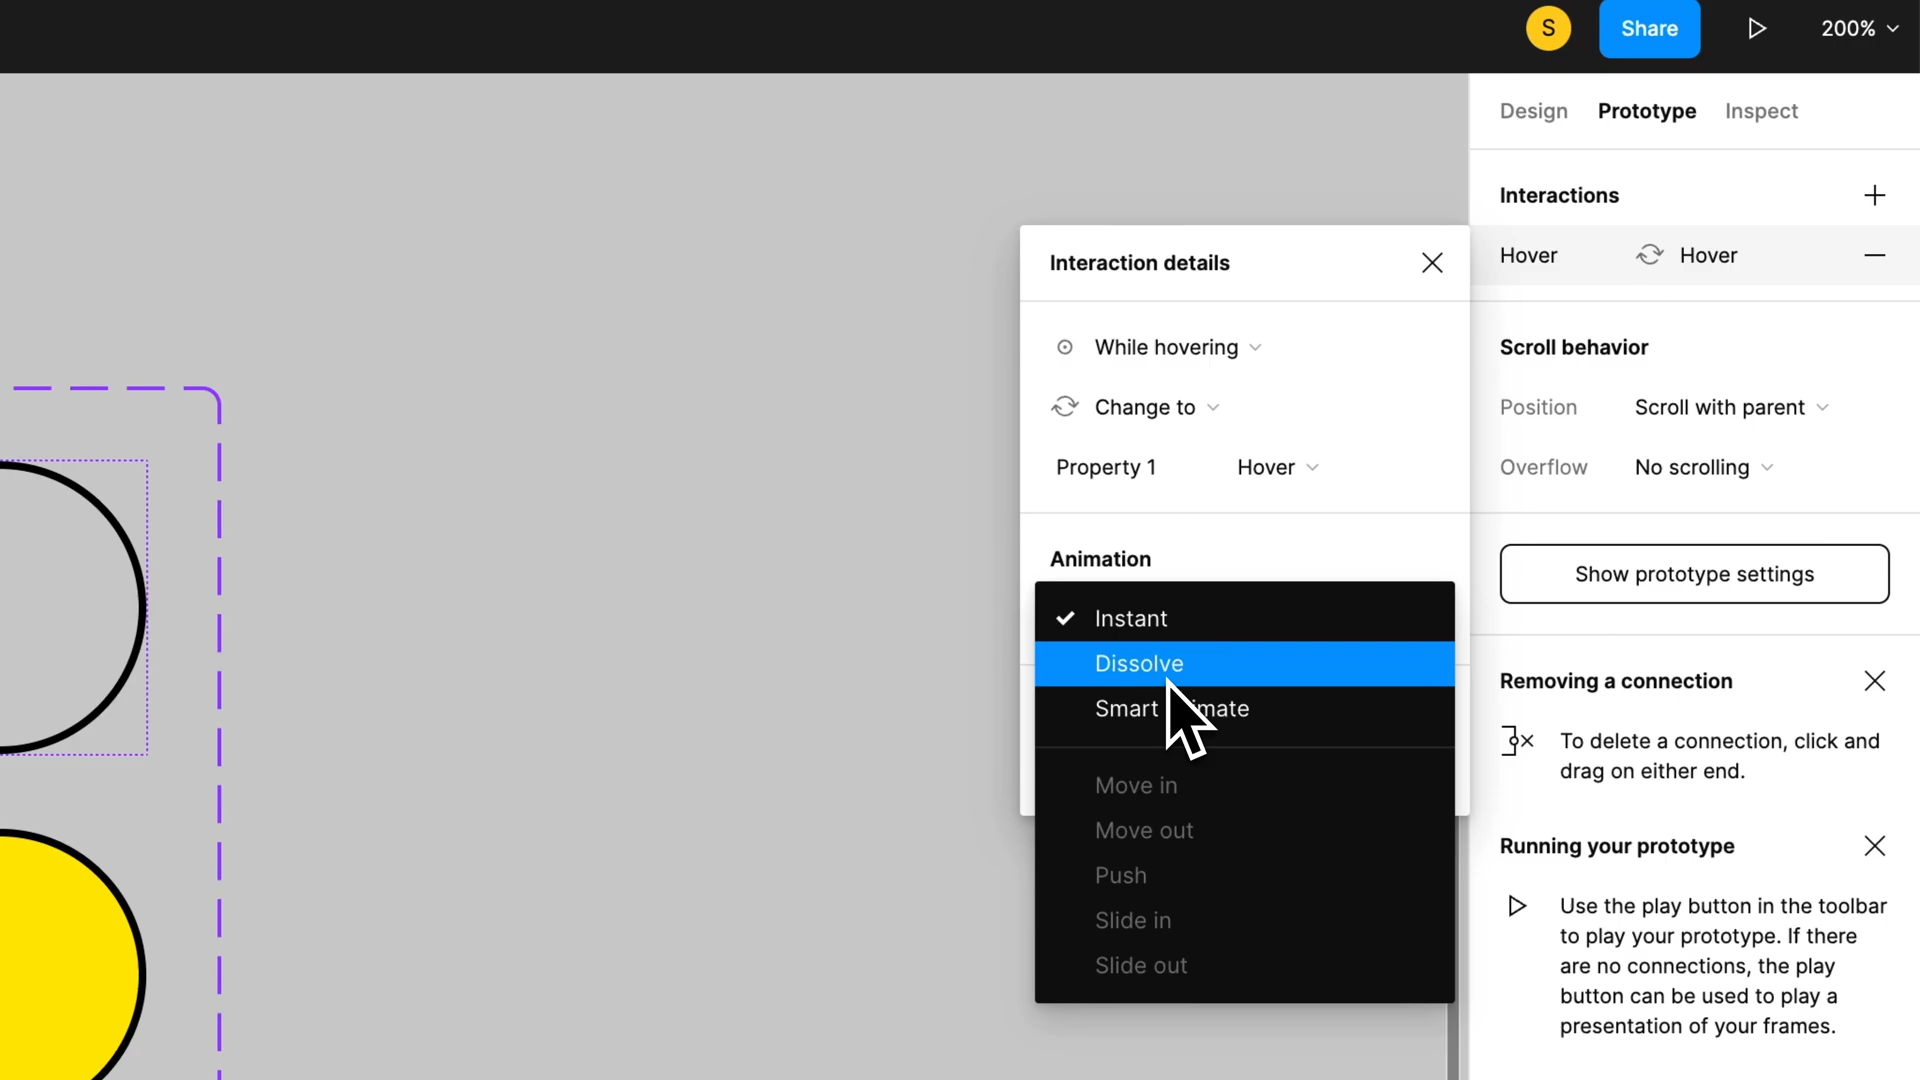 S
Share
200%
Design
Prototype
Inspect
Interactions
Hover
Hover
Interaction details
While hovering
Change to
Property 1
Hover
Animation
Instant
Dissolve
Move in
Move out
Push
Slide in
Slide out
Scroll behavior
Position
Scroll with parent
Overflow
No scrolling
Show prototype settings
Removing a connection
To delete a connection, click and
drag on either end.
Running your prototype
Use the play button in the toolbar
to play your prototype. If there
are no connections, the play
button can be used to play a
presentation of your frames.